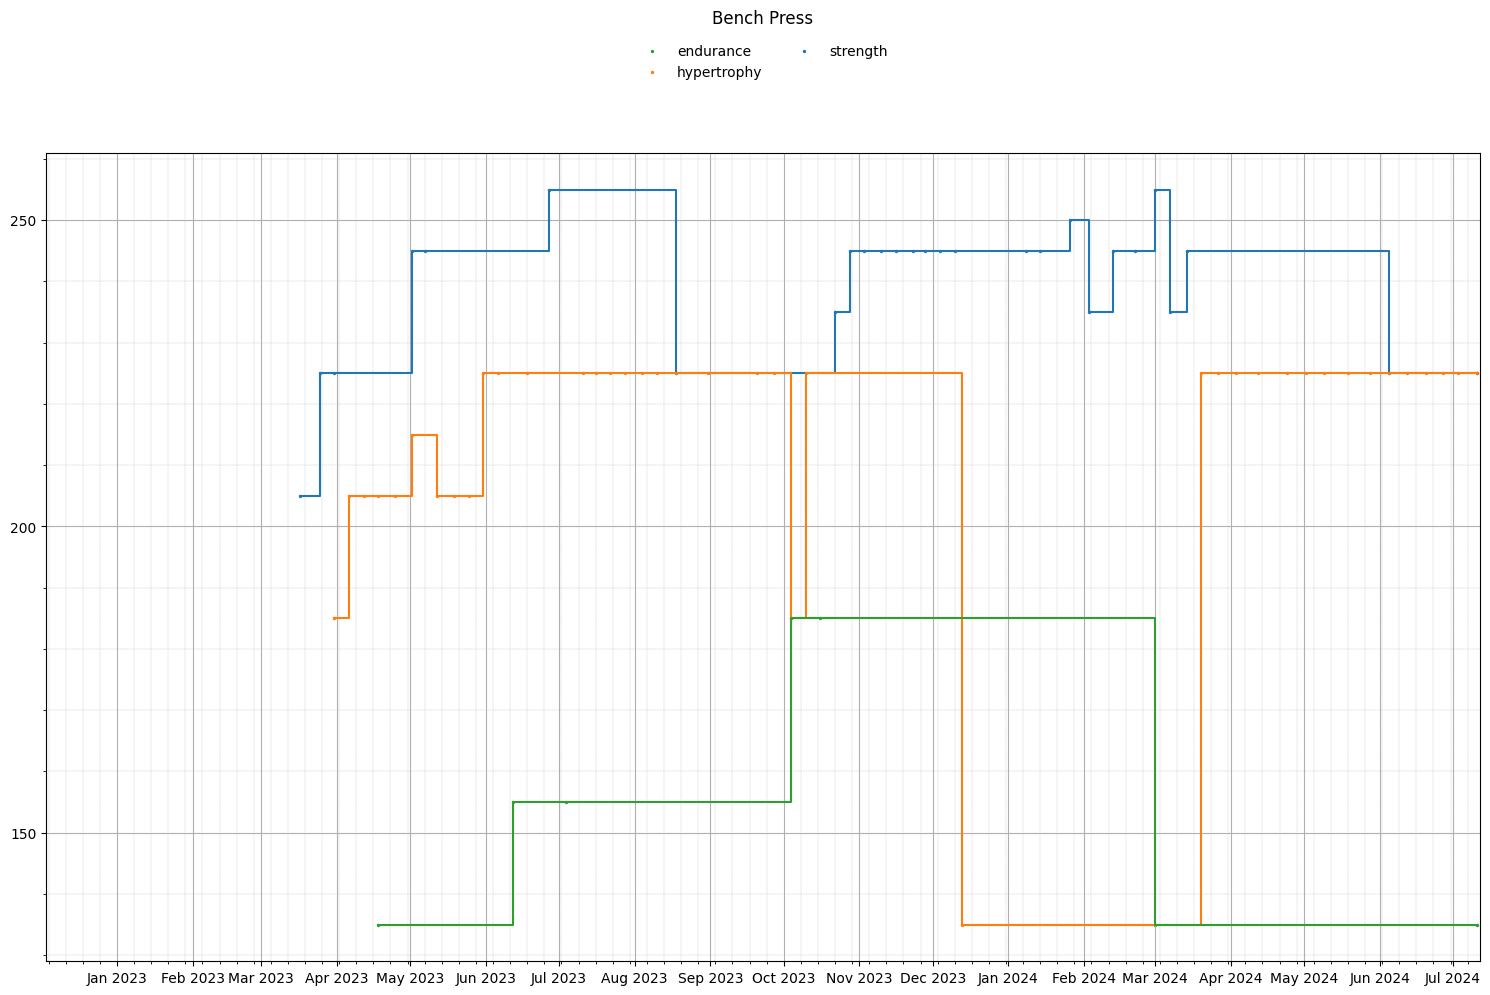 Bench Press
endurance strength
hypertrophy
250
200
150
Jan 2023 Feb 2023 Mar 2023 Apr 2023 May 2023 Jun 2023 Jul 2023 Aug 2023 Sep 2023 Oct 2023 Nov 2023 Dec 2023 Jan 2024 Feb 2024 Mar 2024 Apr 2024 May 2024 Jun 2024 Jul 2024